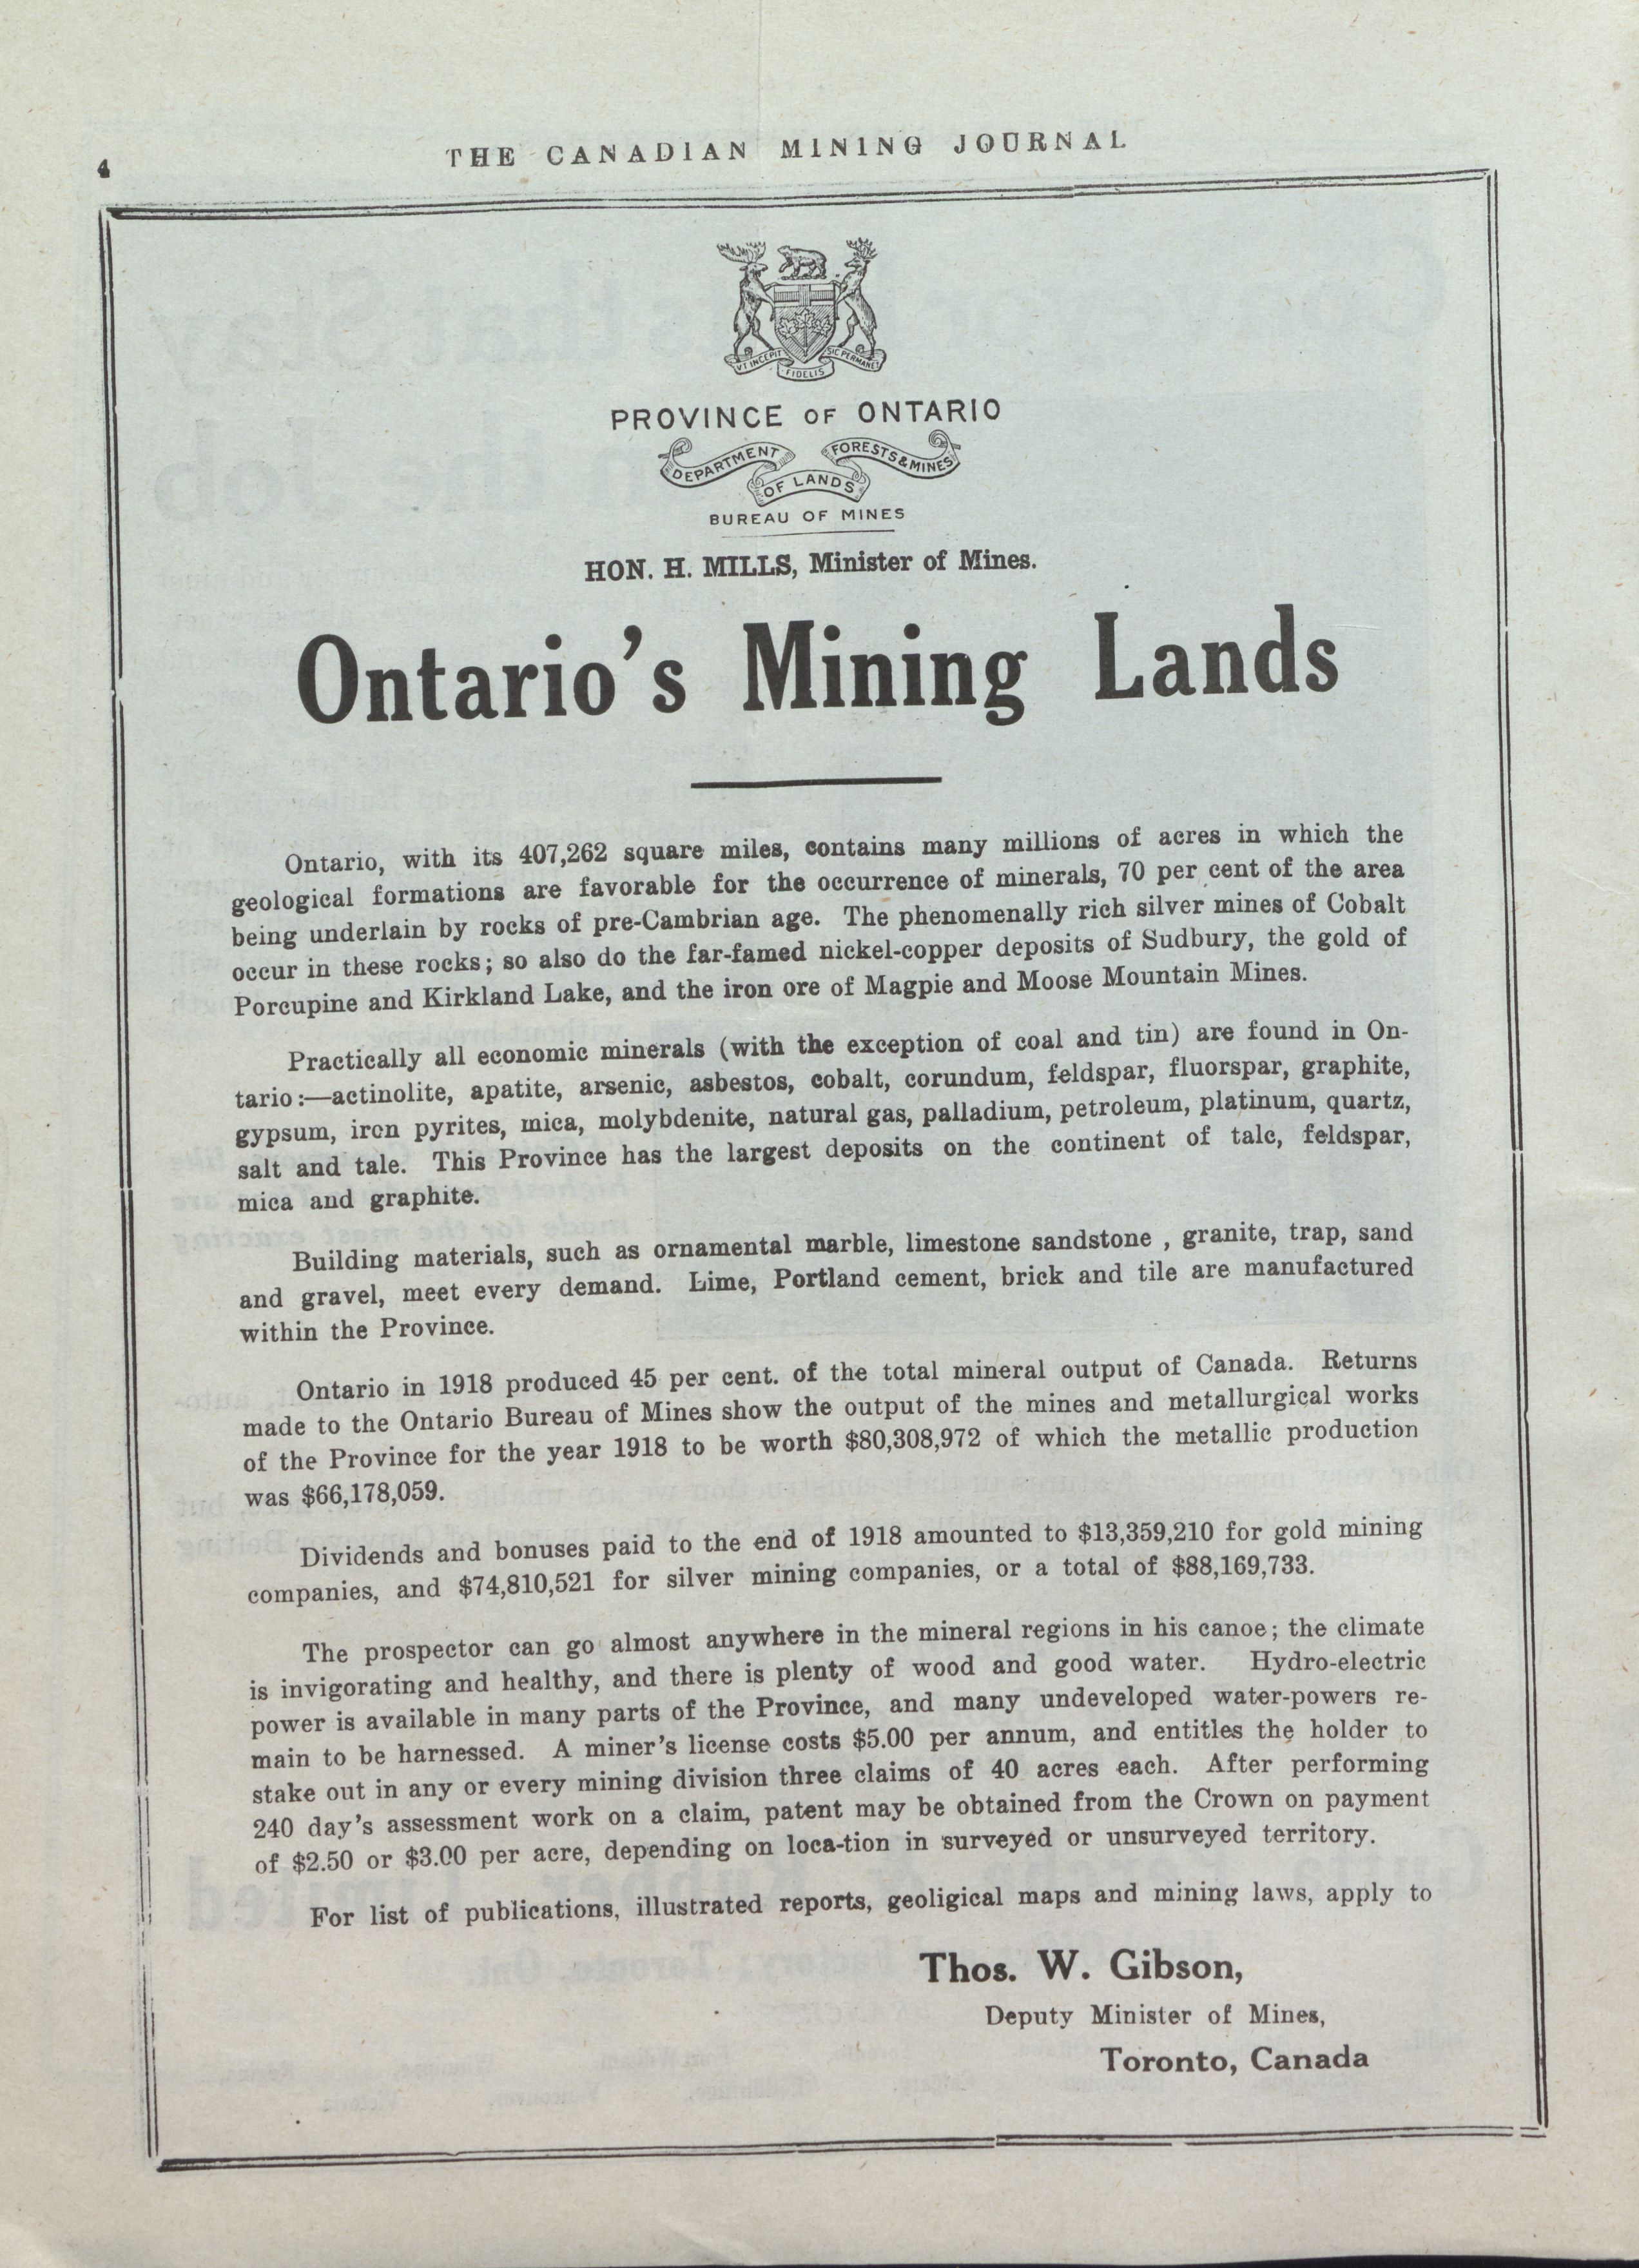 4
THE CANADIAN MINING JOURNAL
VT INCEPIT
FIDELIS
SIC PERMANET
PROVINCE OF ONTARIO
DEPARTMENT
OF LANDS
FORESTS & MINES
BUREAU OF MINES
HON. H. MILLS, Minister of Mines.
Ontario's Mining Lands
Ontario, with its 407,262 square miles, contains many millions of acres in which the
geological formations are favorable for the occurrence of minerals, 70 per cent of the area
being underlain by rocks of pre-Cambrian age. The phenomenally rich silver mines of Cobalt
occur in these rocks; so also do the far-famed nickel-copper deposits of Sudbury, the gold of
Porcupine and Kirkland Lake, and the iron ore of Magpie and Moose Mountain Mines.
Practically all economic minerals (with the exception of coal and tin) are found in On-
tario:—actinolite, apatite, arsenic, asbestos, cobalt, corundum, feldspar, fluorspar, graphite,
gypsum, iron pyrites, mica, molybdenite, natural gas, palladium, petroleum, platinum, quartz,
salt and tale. This Province has the largest deposits on the continent of talc, feldspar,
mica and graphite.
Building materials, such as ornamental marble, limestone sandstone , granite, trap, sand
and gravel, meet every demand. Lime, Portland cement, brick and tile are manufactured
within the Province.
Ontario in 1918 produced 45 per cent. of the total mineral output of Canada. Returns
made to the Ontario Bureau of Mines show the output of the mines and metallurgical works
of the Province for the year 1918 to be worth $80,308,972 of which the metallic production
was $66,178,059.
Dividends and bonuses paid to the end of 1918 amounted to $13,359,210 for gold mining
companies, and $74,810,521 for silver mining companies, or a total of $88,169,733.
The prospector can go almost anywhere in the mineral regions in his canoe; the climate
is invigorating and healthy, and there is plenty of wood and good water. Hydro-electric
power is available in many parts of the Province, and many undeveloped water-powers re-
main to be harnessed. A miner's license costs $5.00 per annum, and entitles the holder to
stake out in any or every mining division three claims of 40 acres each. After performing
240 day's assessment work on a claim, patent may be obtained from the Crown on payment
of $2.50 or $3.00 per acre, depending on loca-tion in surveyed or unsurveyed territory.
For list of publications, illustrated reports, geoligical maps and mining laws, apply to
Thos. W. Gibson,
Deputy Minister of Mines,
Toronto, Canada